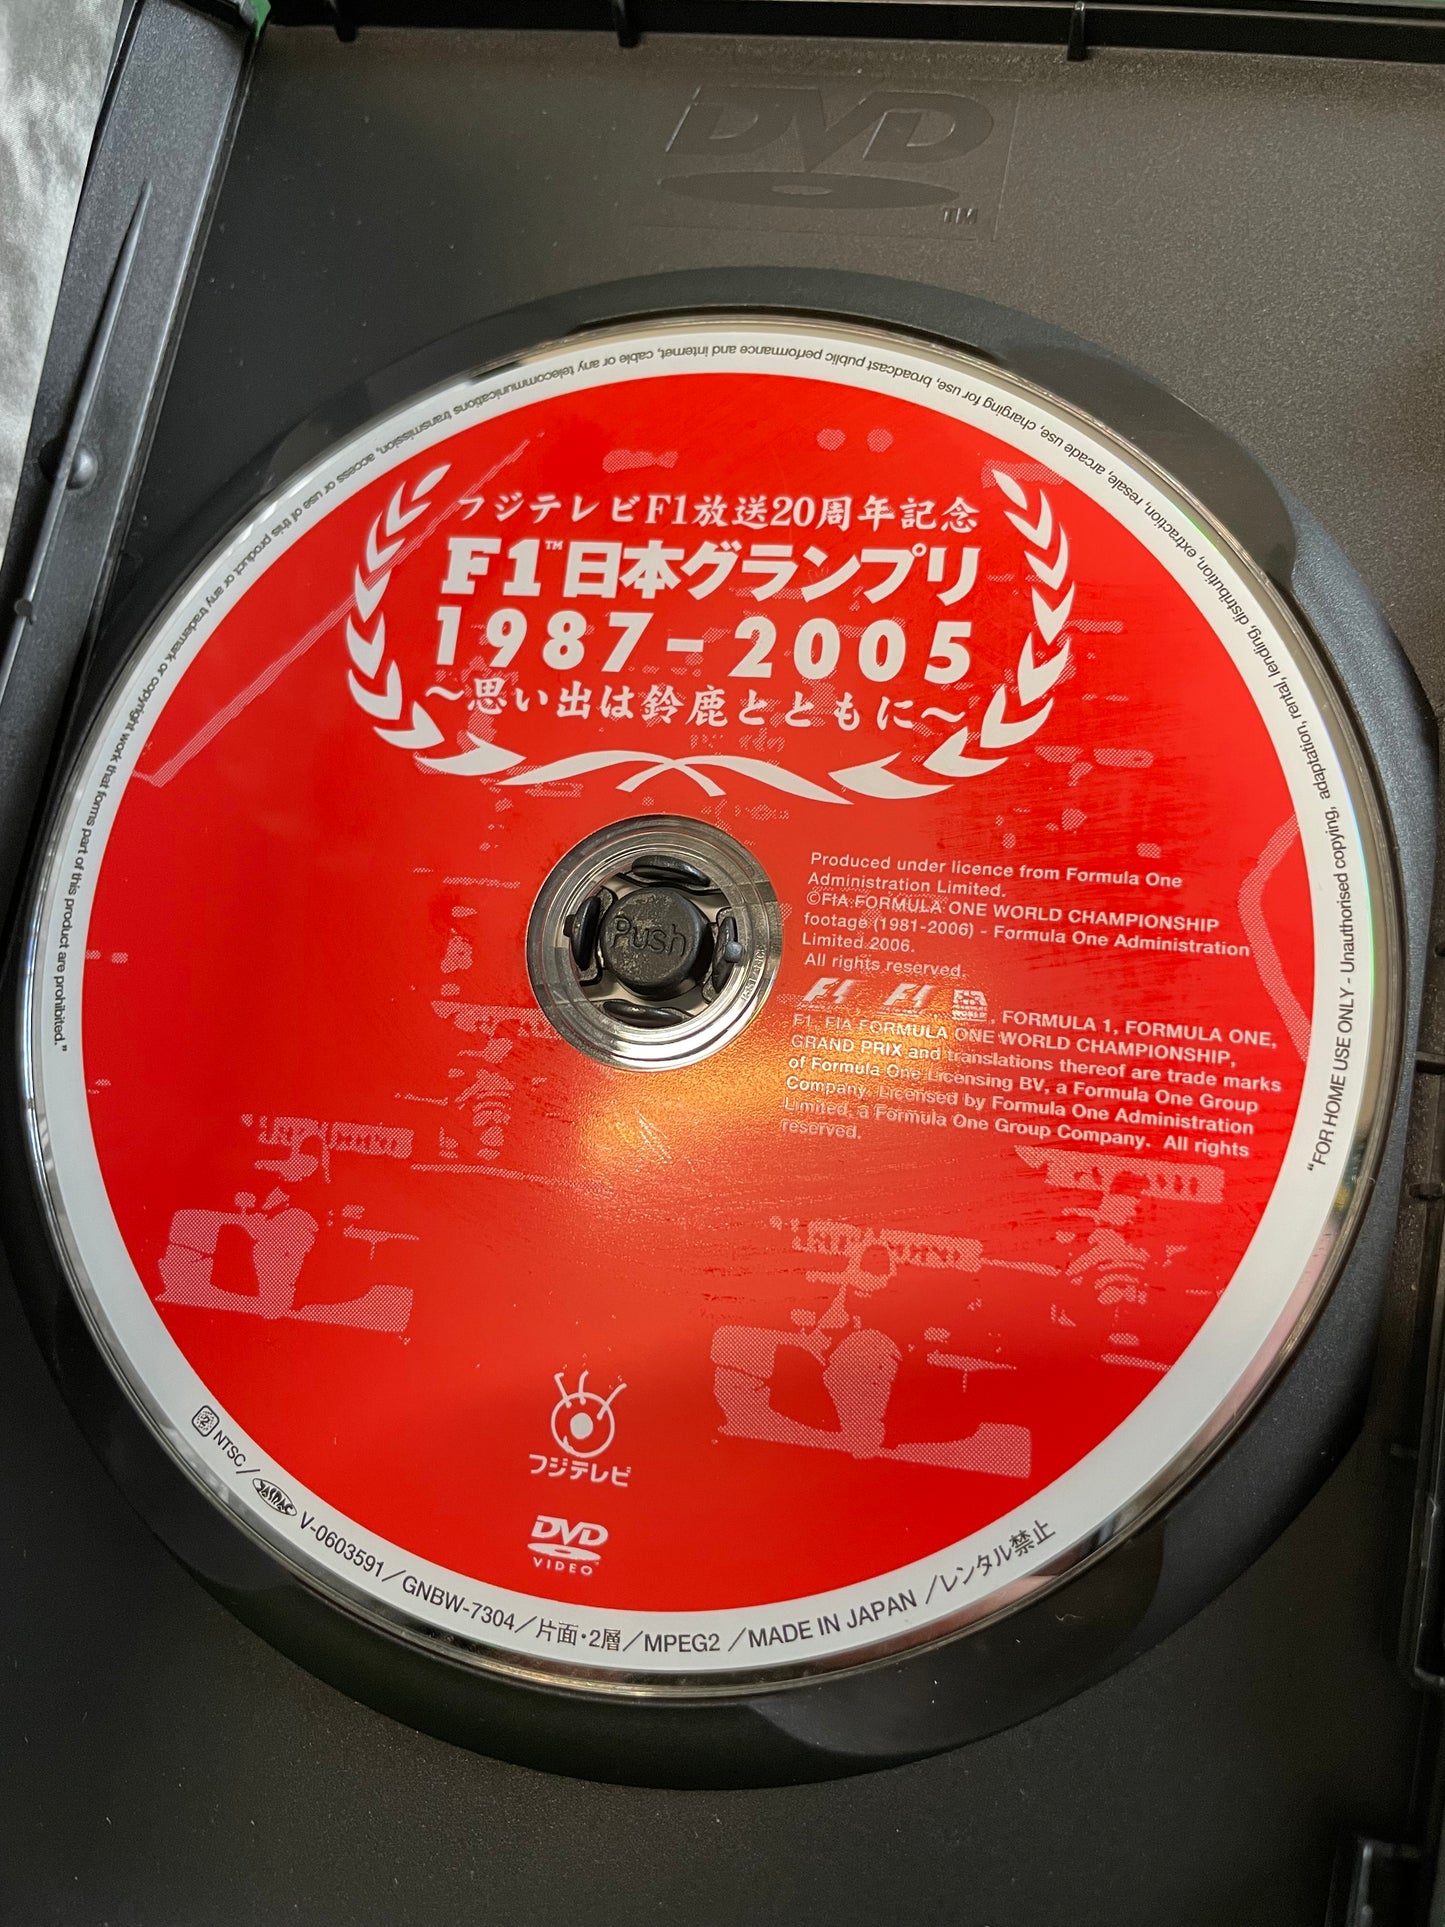 DVD
TM
フジテレビF1放送20周年記念
F1™日本グランプリ
1987-2005
～思い出は鈴鹿とともに～
Push
Produced under licence from Formula One
Administration Limited.
©FIA FORMULA ONE WORLD CHAMPIONSHIP
footage (1981-2006) - Formula One Administration
Limited 2006.
All rights reserved.
F1 F1 , FORMULA 1, FORMULA ONE,
F1, FIA FORMULA ONE WORLD CHAMPIONSHIP,
GRAND PRIX and translations thereof are trade marks
of Formula One Licensing BV, a Formula One Group
Company. Licensed by Formula One Administration
Limited, a Formula One Group Company. All rights
reserved.
フジテレビ
DVD
VIDEO
2 NTSC／JASRAC V-0603591／GNBW-7304／片面・2層／MPEG2／MADE IN JAPAN／レンタル禁止
“FOR HOME USE ONLY - Unauthorised copying, adaptation, rental, lending, distribution, extraction, resale, arcade use, charging for use, broadcast public performance and internet, cable or any telecommunications transmission, access or use of this product or any trademark or copyright work that forms part of this product are prohibited.”